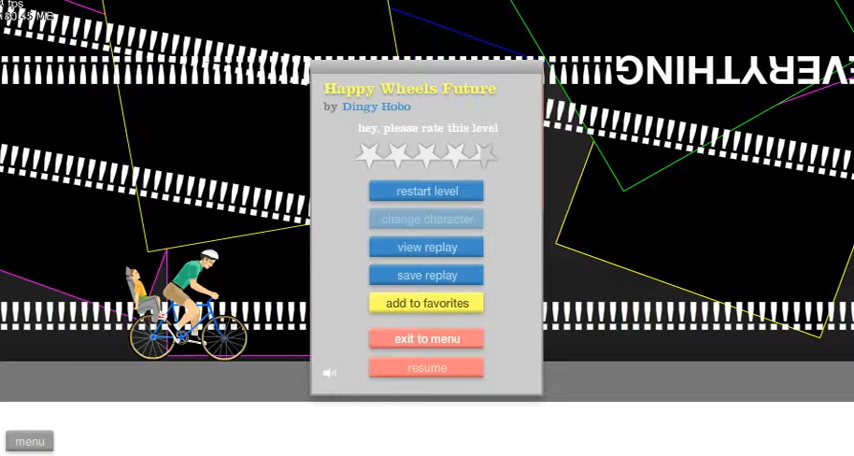 fps
Happy Wheels Future
by Dingy Hobo
hey, please rate this level
restart level
change character
view replay
save replay
add to favorites
exit to menu
resume
menu